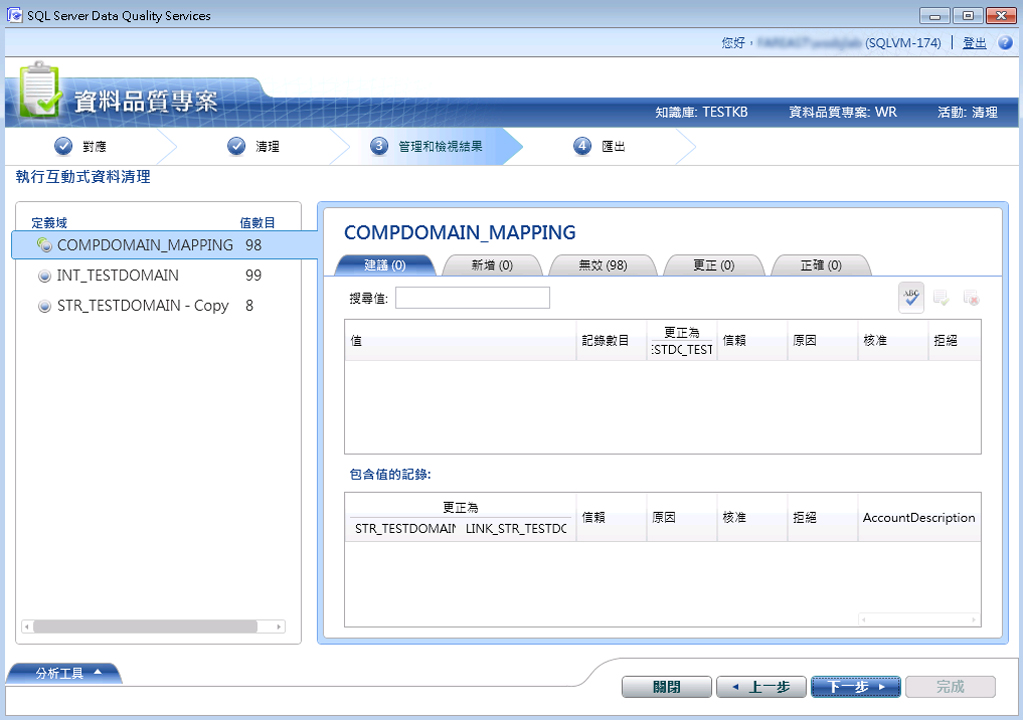 SQL Server Data Quality Services
您好， (SQLVM-174) 登出
資料品質專案
知識庫: TESTKB 資料品質專案: WR 活動: 清理
對應 清理 3 管理和檢視結果 4 匯出
執行互動式資料清理
定義域 值數目
COMPDOMAIN_MAPPING 98
INT_TESTDOMAIN 99
STR_TESTDOMAIN - Copy 8
COMPDOMAIN_MAPPING
建議 (0) 新增 (0) 無效 (98) 更正 (0) 正確 (0)
搜尋值: ABC
值 記錄數目 更正為 信賴 原因 核准 拒絕
ESTDC_TEST
包含值的記錄:
更正為 信賴 原因 核准 拒絕 AccountDescription
STR_TESTDOMAIN LINK_STR_TESTDC
分析工具
關閉 上一步 下一步 完成